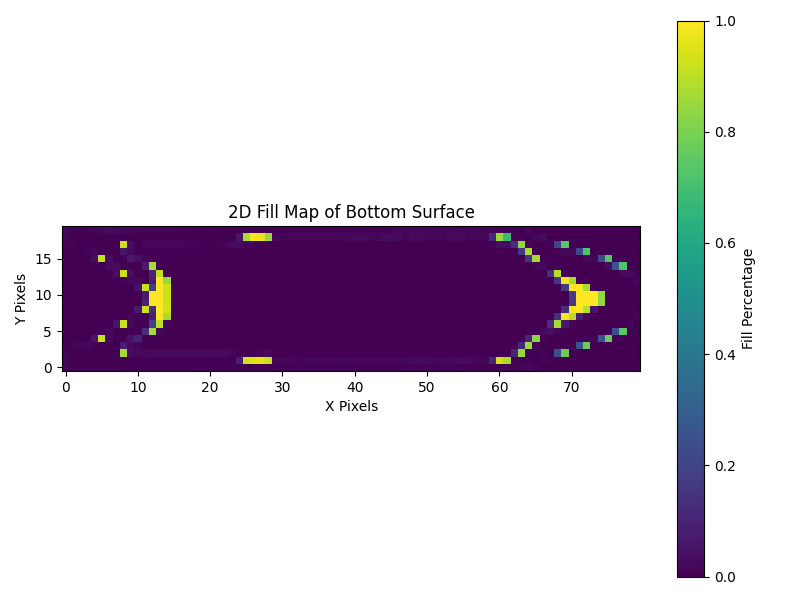 2D Fill Map of Bottom Surface
1.0
0.8
0.6
0.4
0.2
0.0
Fill Percentage
15
10
5
0
Y Pixels
0 10 20 30 40 50 60 70
X Pixels